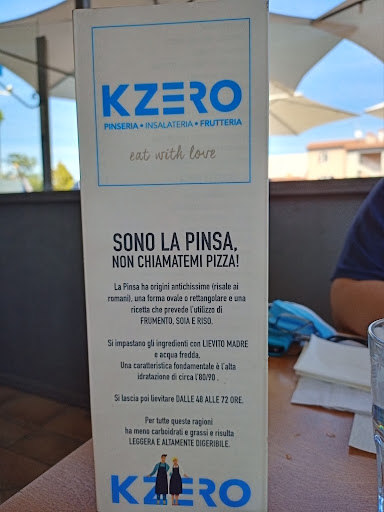 KZERO
PINSERIA • INSALATERIA • FRUTTERIA
eat with love
SONO LA PINSA,
NON CHIAMATEMI PIZZA!
La Pinsa ha origini antichissime (risale ai
romani), una forma ovale o rettangolare e una
ricetta che prevede l'utilizzo di
FRUMENTO, SOIA E RISO.
Si impastano gli ingredienti con LIEVITO MADRE
e acqua fredda.
Una caratteristica fondamentale è l'alta
idratazione di circa l'80/90 .
Si lascia poi lievitare DALLE 48 ALLE 72 ORE.
Per tutte queste ragioni
ha meno carboidrati e grassi e risulta
LEGGERA E ALTAMENTE DIGERIBILE.
KZERO